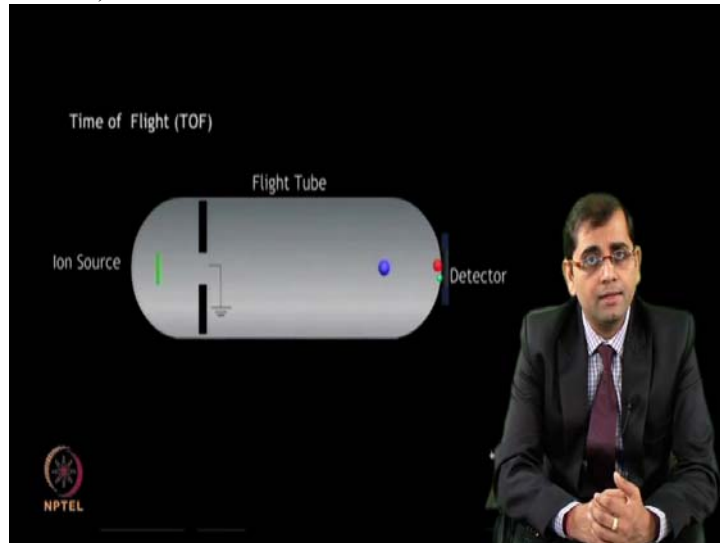 Time of Flight (TOF)
Flight Tube
Ion Source
Detector
NPTEL